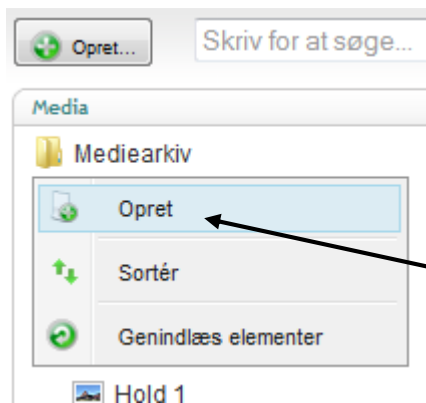 Opret...
Skriv for at søge...
Media
Mediearkiv
Opret
Sortér
Genindlæs elementer
Hold 1